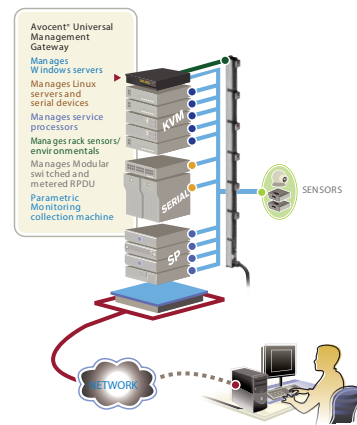 Avocent® Universal
Management
Gateway
Manages
Windows servers
Manages Linux
servers and
serial devices
Manages service
processors
Manages rack sensors/
environmentals
Manages Modular
switched and
metered RPDU
Parametric
Monitoring
collection machine
KVM
SERIAL
SP
SENSORS
NETWORK